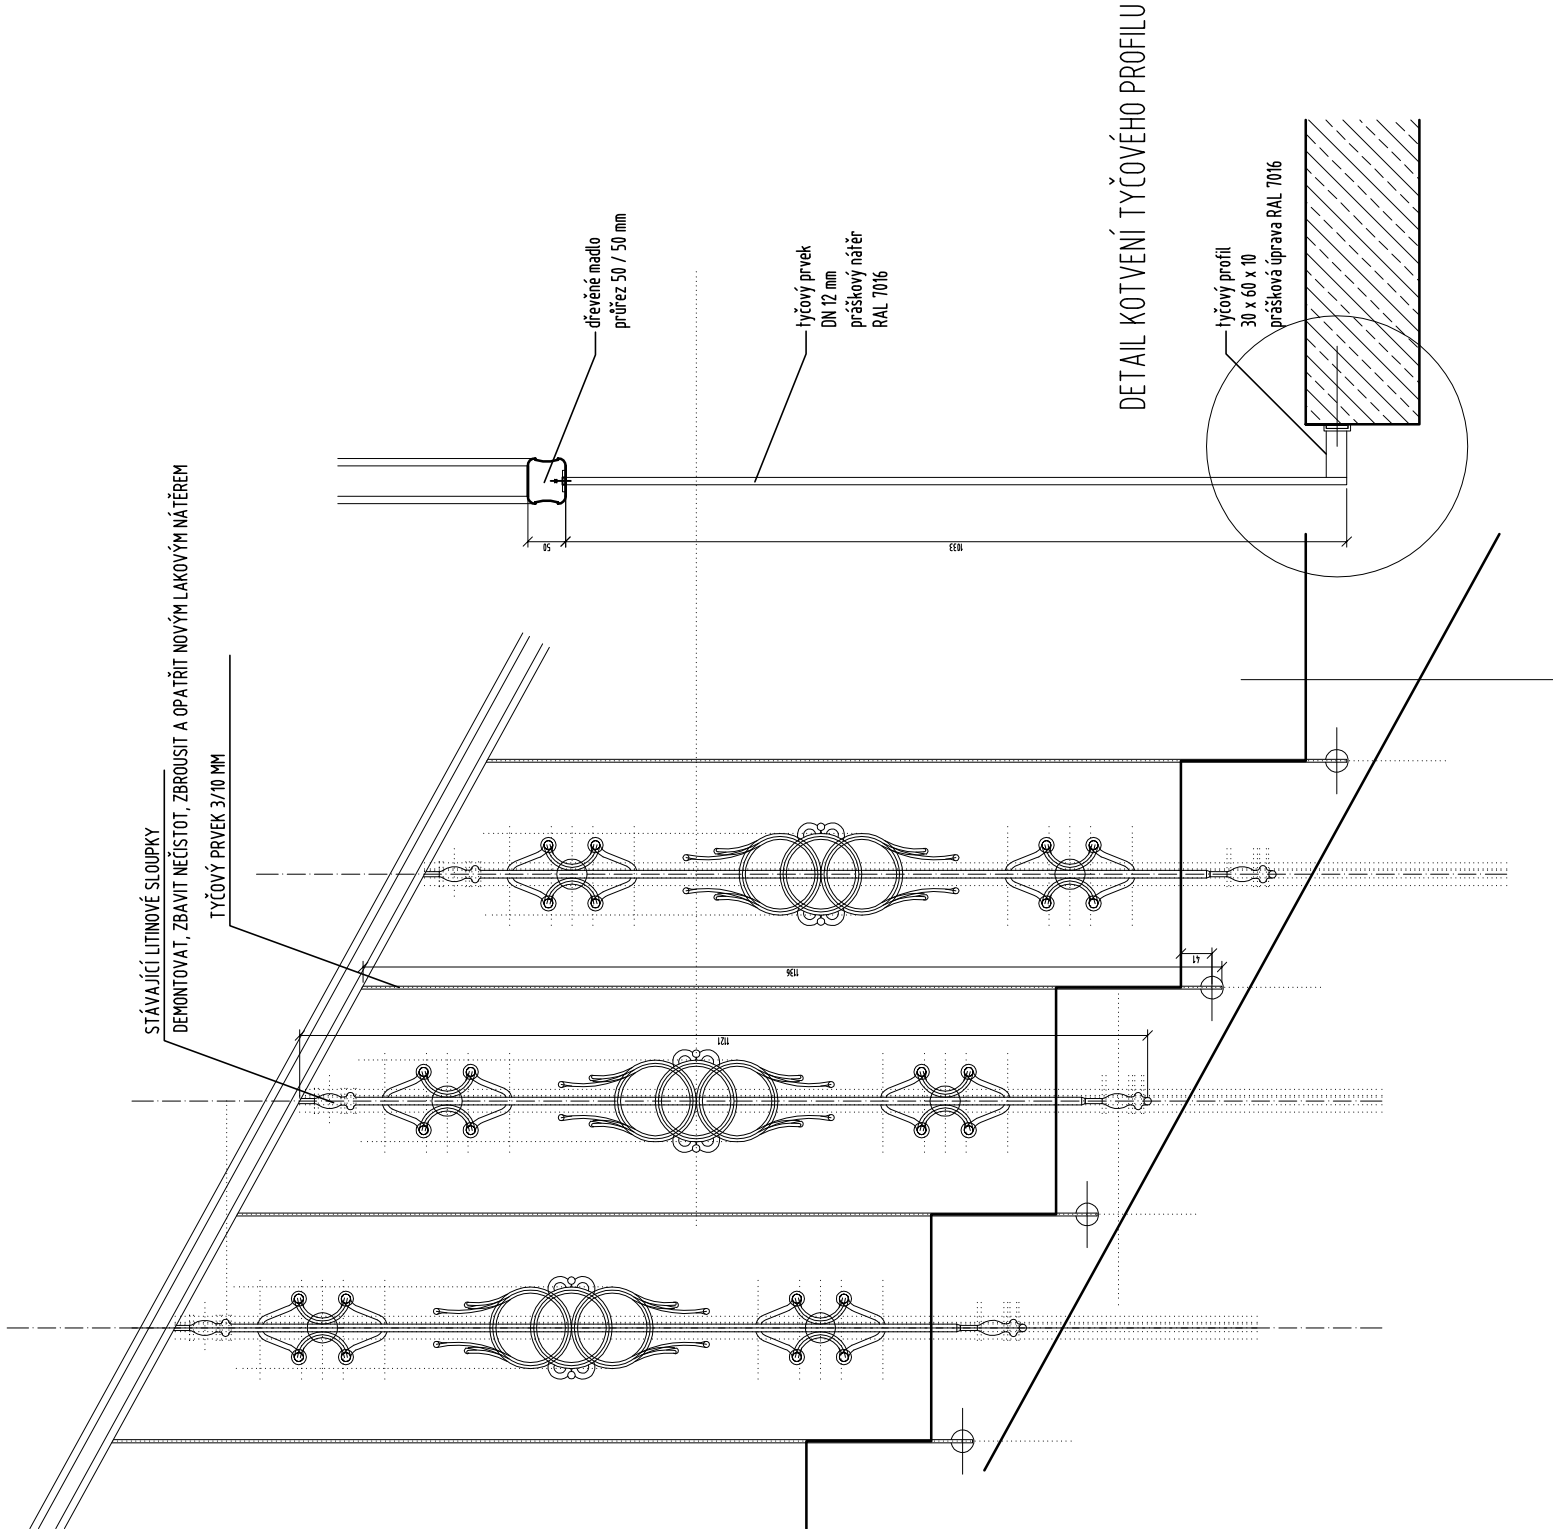 STÁVAJÍCÍ LITINOVÉ SLOUPKY
DEMONTOVAT, ZBAVIT NEČISTOT, ZBROUSIT A OPATŘIT NOVÝM LAKOVÝM NÁTĚREM
TYČOVÝ PRVEK 3/10 MM
dřevěné madlo
průřez 50 / 50 mm
tyčový prvek
DN 12 mm
práškový nátěr
RAL 7016
DETAIL KOTVENÍ TYČOVÉHO PROFILU
tyčový profil
30 x 60 x 10
prášková úprava RAL 7016
50
1033
41
1136
1121